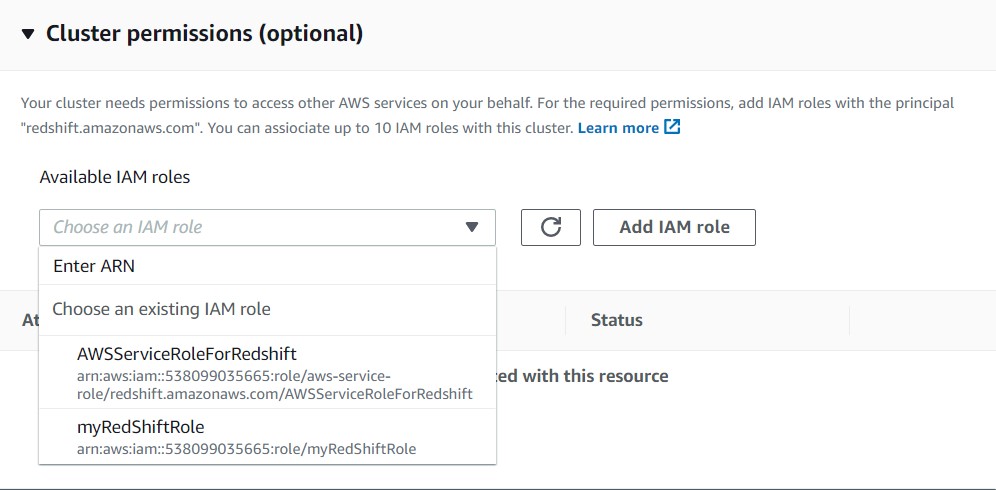 Cluster permissions (optional)
Your cluster needs permissions to access other AWS services on your behalf. For the required permissions, add IAM roles with the principal
"redshift.amazonaws.com". You can assiociate up to 10 IAM roles with this cluster. Learn more
Available IAM roles
Choose an IAM role
Add IAM role
Enter ARN
Choose an existing IAM role
Status
AWSServiceRoleForRedshift
arn:aws:iam::538099035665:role/aws-service-
role/redshift.amazonaws.com/AWSServiceRoleForRedshift
with this resource
myRedShiftRole
arn:aws:iam::538099035665:role/myRedShiftRole